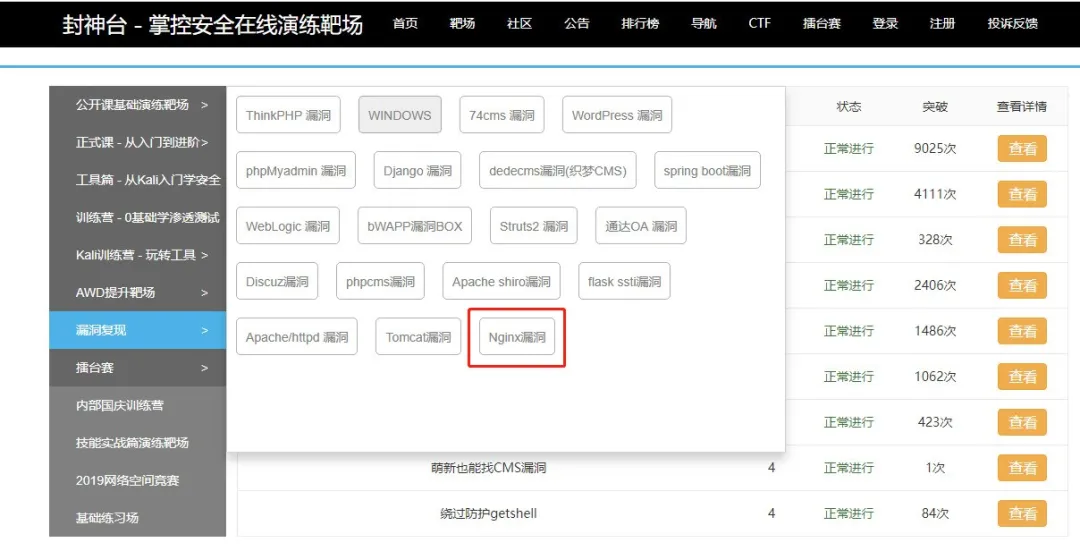 封神台 - 掌控安全在线演练靶场 首页 靶场 社区 公告 排行榜 导航 CTF 擂台赛 登录 注册 投诉反馈
公开课基础演练靶场 >
正式课 - 从入门到进阶 >
工具篇 - 从Kali入门学安全
训练营 - 0基础学渗透测试
Kali训练营 - 玩转工具 >
AWD提升靶场 >
漏洞复现 >
擂台赛 >
内部国庆训练营
技能实战篇演练靶场
2019网络空间竞赛
基础练习场
ThinkPHP 漏洞 WINDOWS 74cms 漏洞 WordPress 漏洞
phpMyadmin 漏洞 Django 漏洞 dedecms漏洞(织梦CMS) spring boot漏洞
WebLogic 漏洞 bWAPP漏洞BOX Struts2 漏洞 通达OA 漏洞
Discuz漏洞 phpcms漏洞 Apache shiro漏洞 flask ssti漏洞
Apache/httpd 漏洞 Tomcat漏洞 Nginx漏洞
状态 突破 查看详情
正常进行 9025次 查看
正常进行 4111次 查看
正常进行 328次 查看
正常进行 2406次 查看
正常进行 1486次 查看
正常进行 1062次 查看
正常进行 423次 查看
萌新也能找CMS漏洞 4 正常进行 1次 查看
绕过防护getshell 4 正常进行 84次 查看